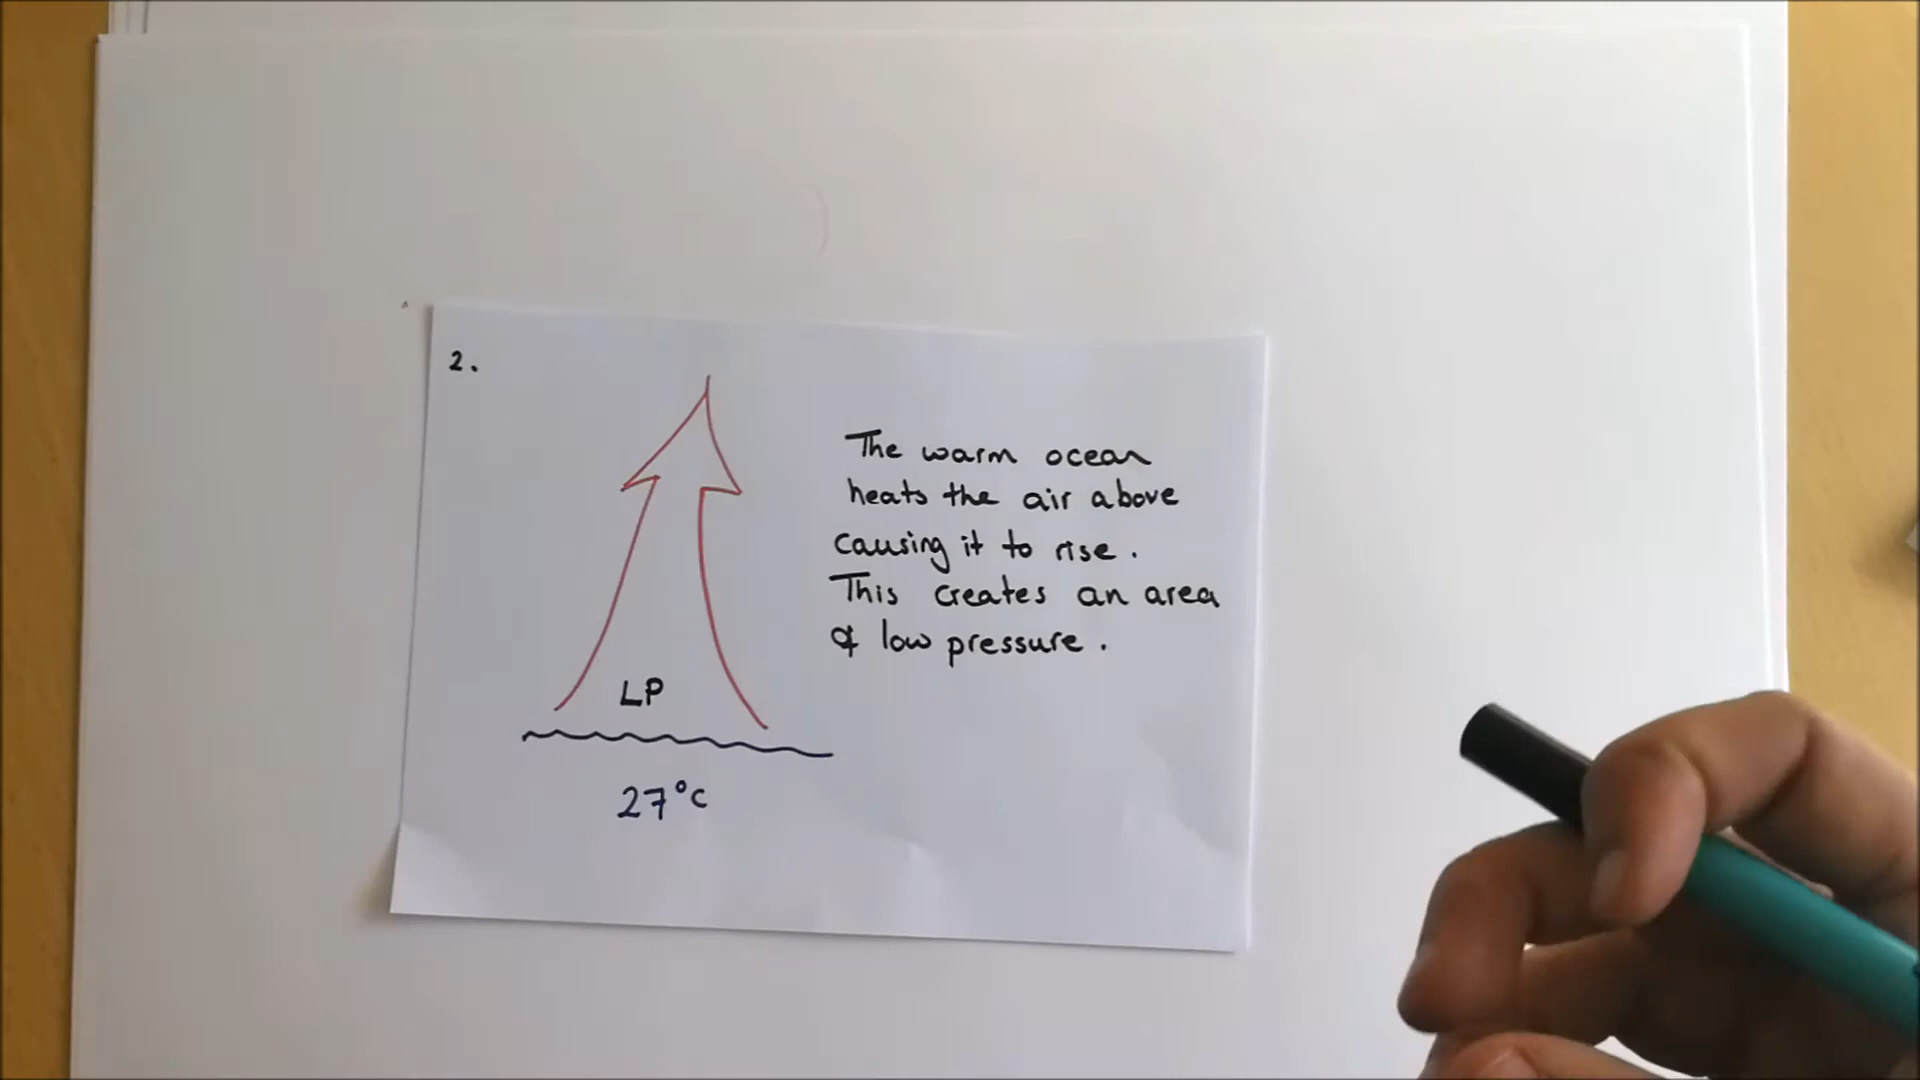 2.
The warm ocean
heats the air above
causing it to rise.
This creates an area
of low pressure.
LP
27°C